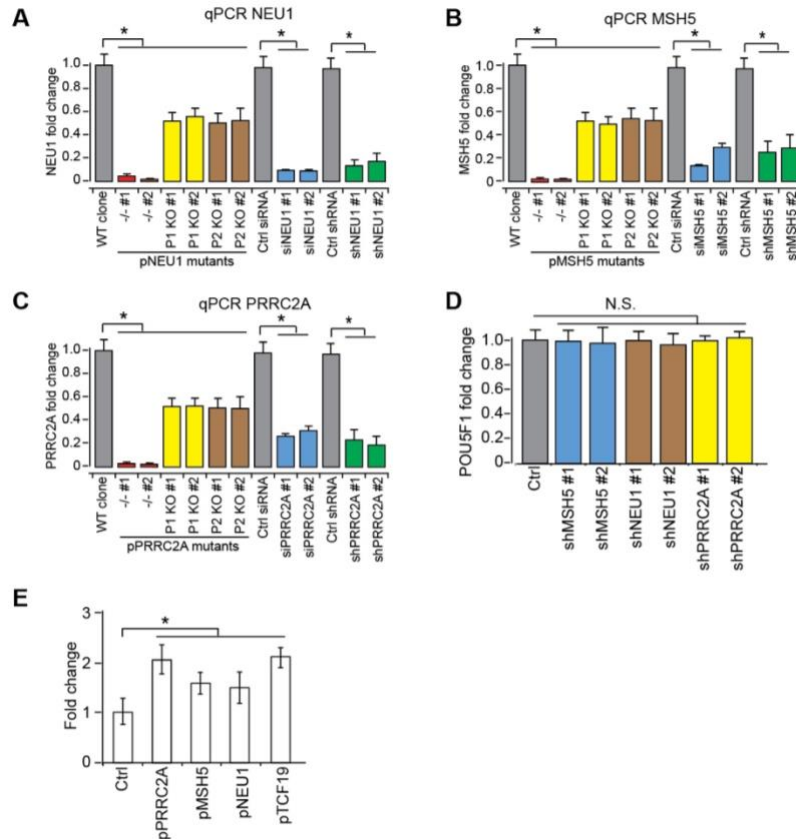 A
qPCR NEU1
*
*
*
NEU1 fold change
1.0
0.8
0.6
0.4
0.2
0
WT clone
-/- #1
-/- #2
P1 KO #1
P1 KO #2
P2 KO #1
P2 KO #2
Ctrl siRNA
siNEU1 #1
siNEU1 #2
Ctrl shRNA
shNEU1 #1
shNEU1 #2
pNEU1 mutants
B
qPCR MSH5
*
*
*
MSH5 fold change
1.0
0.8
0.6
0.4
0.2
0
WT clone
-/- #1
-/- #2
P1 KO #1
P1 KO #2
P2 KO #1
P2 KO #2
Ctrl siRNA
siMSH5 #1
siMSH5 #2
Ctrl shRNA
shMSH5 #1
shMSH5 #2
pMSH5 mutants
C
qPCR PRRC2A
*
*
*
PRRC2A fold change
1.0
0.8
0.6
0.4
0.2
0
WT clone
-/- #1
-/- #2
P1 KO #1
P1 KO #2
P2 KO #1
P2 KO #2
Ctrl siRNA
siPRRC2A #1
siPRRC2A #2
Ctrl shRNA
shPRRC2A #1
shPRRC2A #2
pPRRC2A mutants
D
N.S.
POU5F1 fold change
1.0
0.8
0.6
0.4
0.2
0
Ctrl
shMSH5 #1
shMSH5 #2
shNEU1 #1
shNEU1 #2
shPRRC2A #1
shPRRC2A #2
E
*
Fold change
3
2
1
0
Ctrl
pPRRC2A
pMSH5
pNEU1
pTCF19